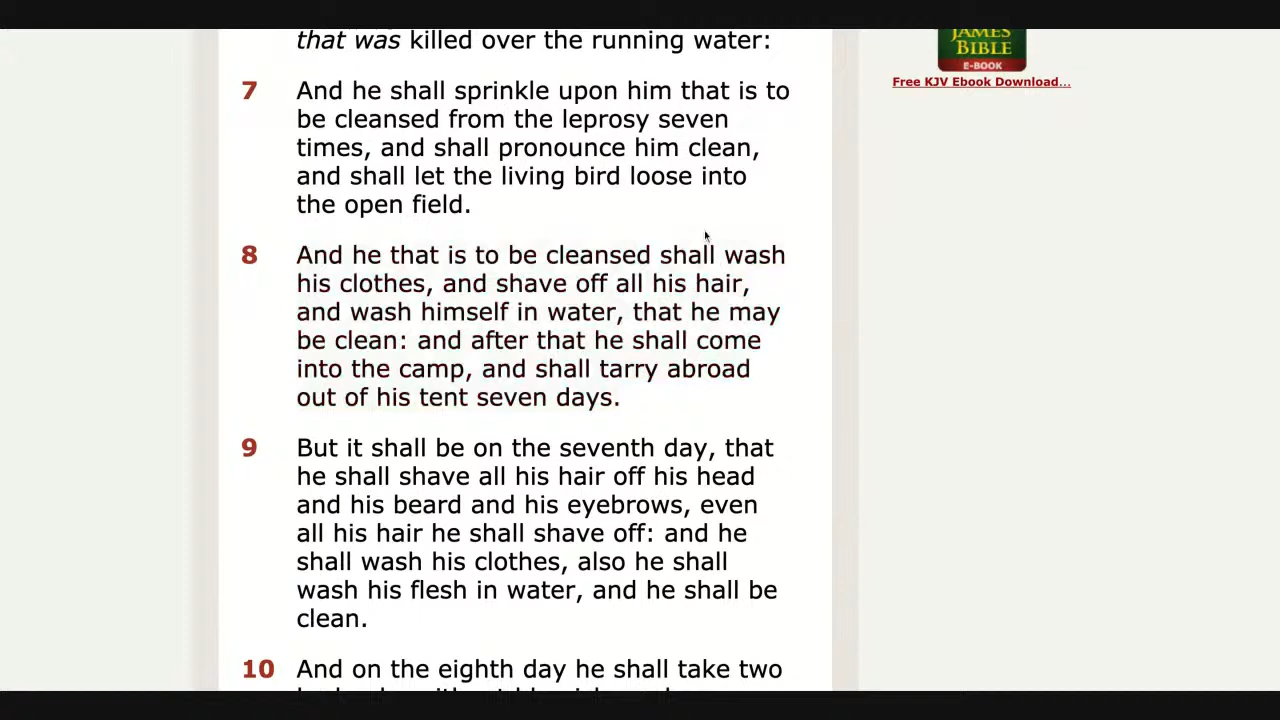 that was killed over the running water:
7 And he shall sprinkle upon him that is to
be cleansed from the leprosy seven
times, and shall pronounce him clean,
and shall let the living bird loose into
the open field.
8 And he that is to be cleansed shall wash
his clothes, and shave off all his hair,
and wash himself in water, that he may
be clean: and after that he shall come
into the camp, and shall tarry abroad
out of his tent seven days.
9 But it shall be on the seventh day, that
he shall shave all his hair off his head
and his beard and his eyebrows, even
all his hair he shall shave off: and he
shall wash his clothes, also he shall
wash his flesh in water, and he shall be
clean.
10 And on the eighth day he shall take two
JAMES
BIBLE
E-BOOK
Free KJV Ebook Download...